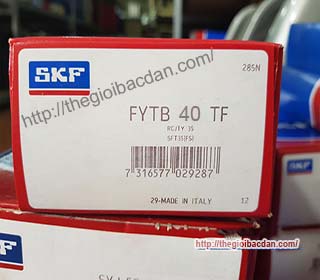 SKF
285N
http://thegioibacdan.com/
FYTB 40 TF
RC/TY 35
SFT35(FS)
7 316577 029287
29-MADE IN ITALY
12
SKF
http://thegioibacdan.com/
SKF